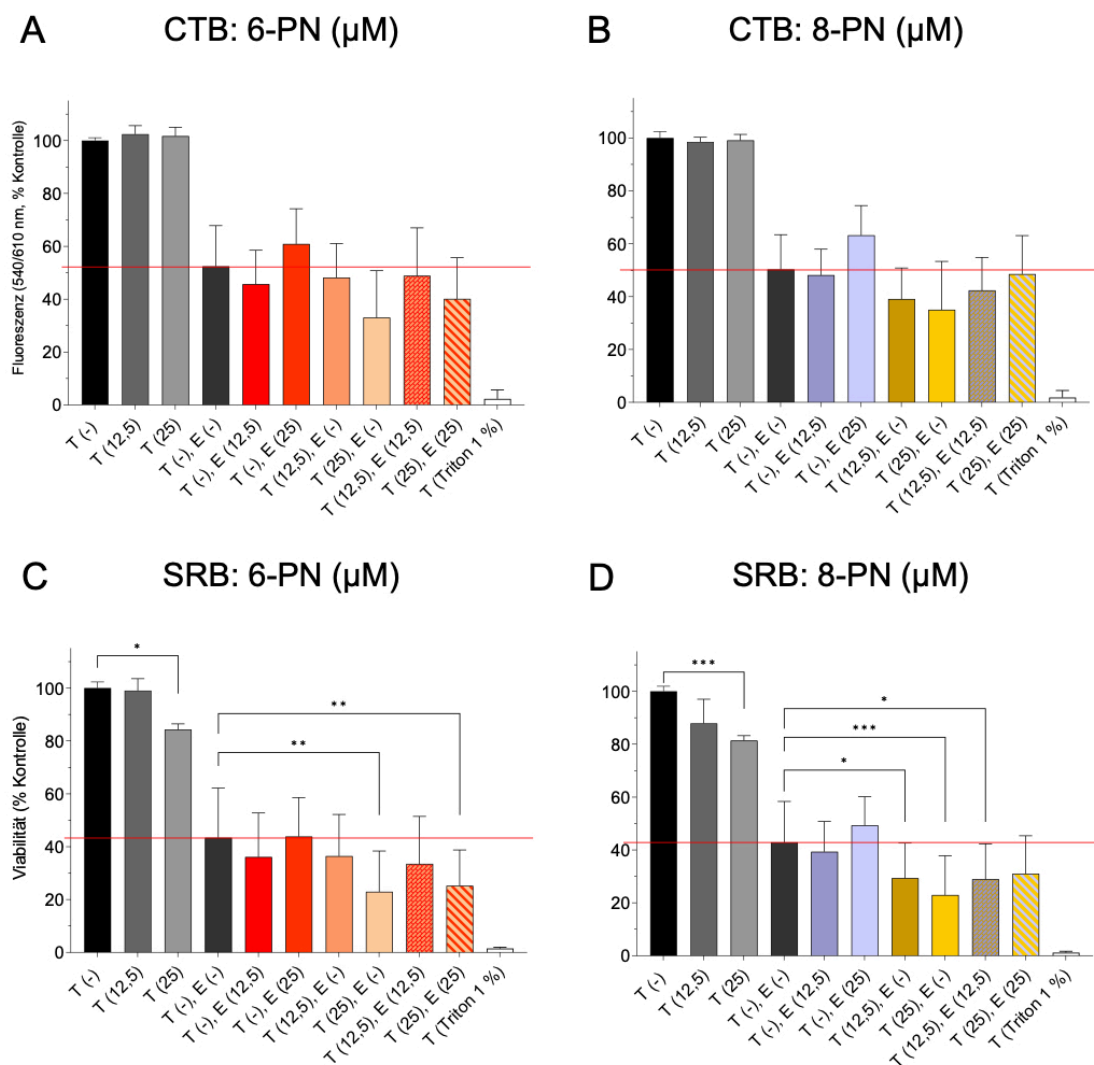 A
CTB: 6-PN (µM)
Fluoreszenz (540/610 nm, % Kontrolle)
100
80
60
40
20
0
T (-)
T (12,5)
T (25)
T (-), E (-)
T (-), E (12,5)
T (-), E (25)
T (12,5), E (-)
T (25), E (-)
T (12,5), E (12,5)
T (25), E (25)
T (Triton 1 %)
B
CTB: 8-PN (µM)
100
80
60
40
20
0
T (-)
T (12,5)
T (25)
T (-), E (-)
T (-), E (12,5)
T (-), E (25)
T (12,5), E (-)
T (25), E (-)
T (12,5), E (12,5)
T (25), E (25)
T (Triton 1 %)
C
SRB: 6-PN (µM)
Viabilität (% Kontrolle)
100
80
60
40
20
0
*
**
**
T (-)
T (12,5)
T (25)
T (-), E (-)
T (-), E (12,5)
T (-), E (25)
T (12,5), E (-)
T (25), E (-)
T (12,5), E (12,5)
T (25), E (25)
T (Triton 1 %)
D
SRB: 8-PN (µM)
100
80
60
40
20
0
***
*
***
*
T (-)
T (12,5)
T (25)
T (-), E (-)
T (-), E (12,5)
T (-), E (25)
T (12,5), E (-)
T (25), E (-)
T (12,5), E (12,5)
T (25), E (25)
T (Triton 1 %)